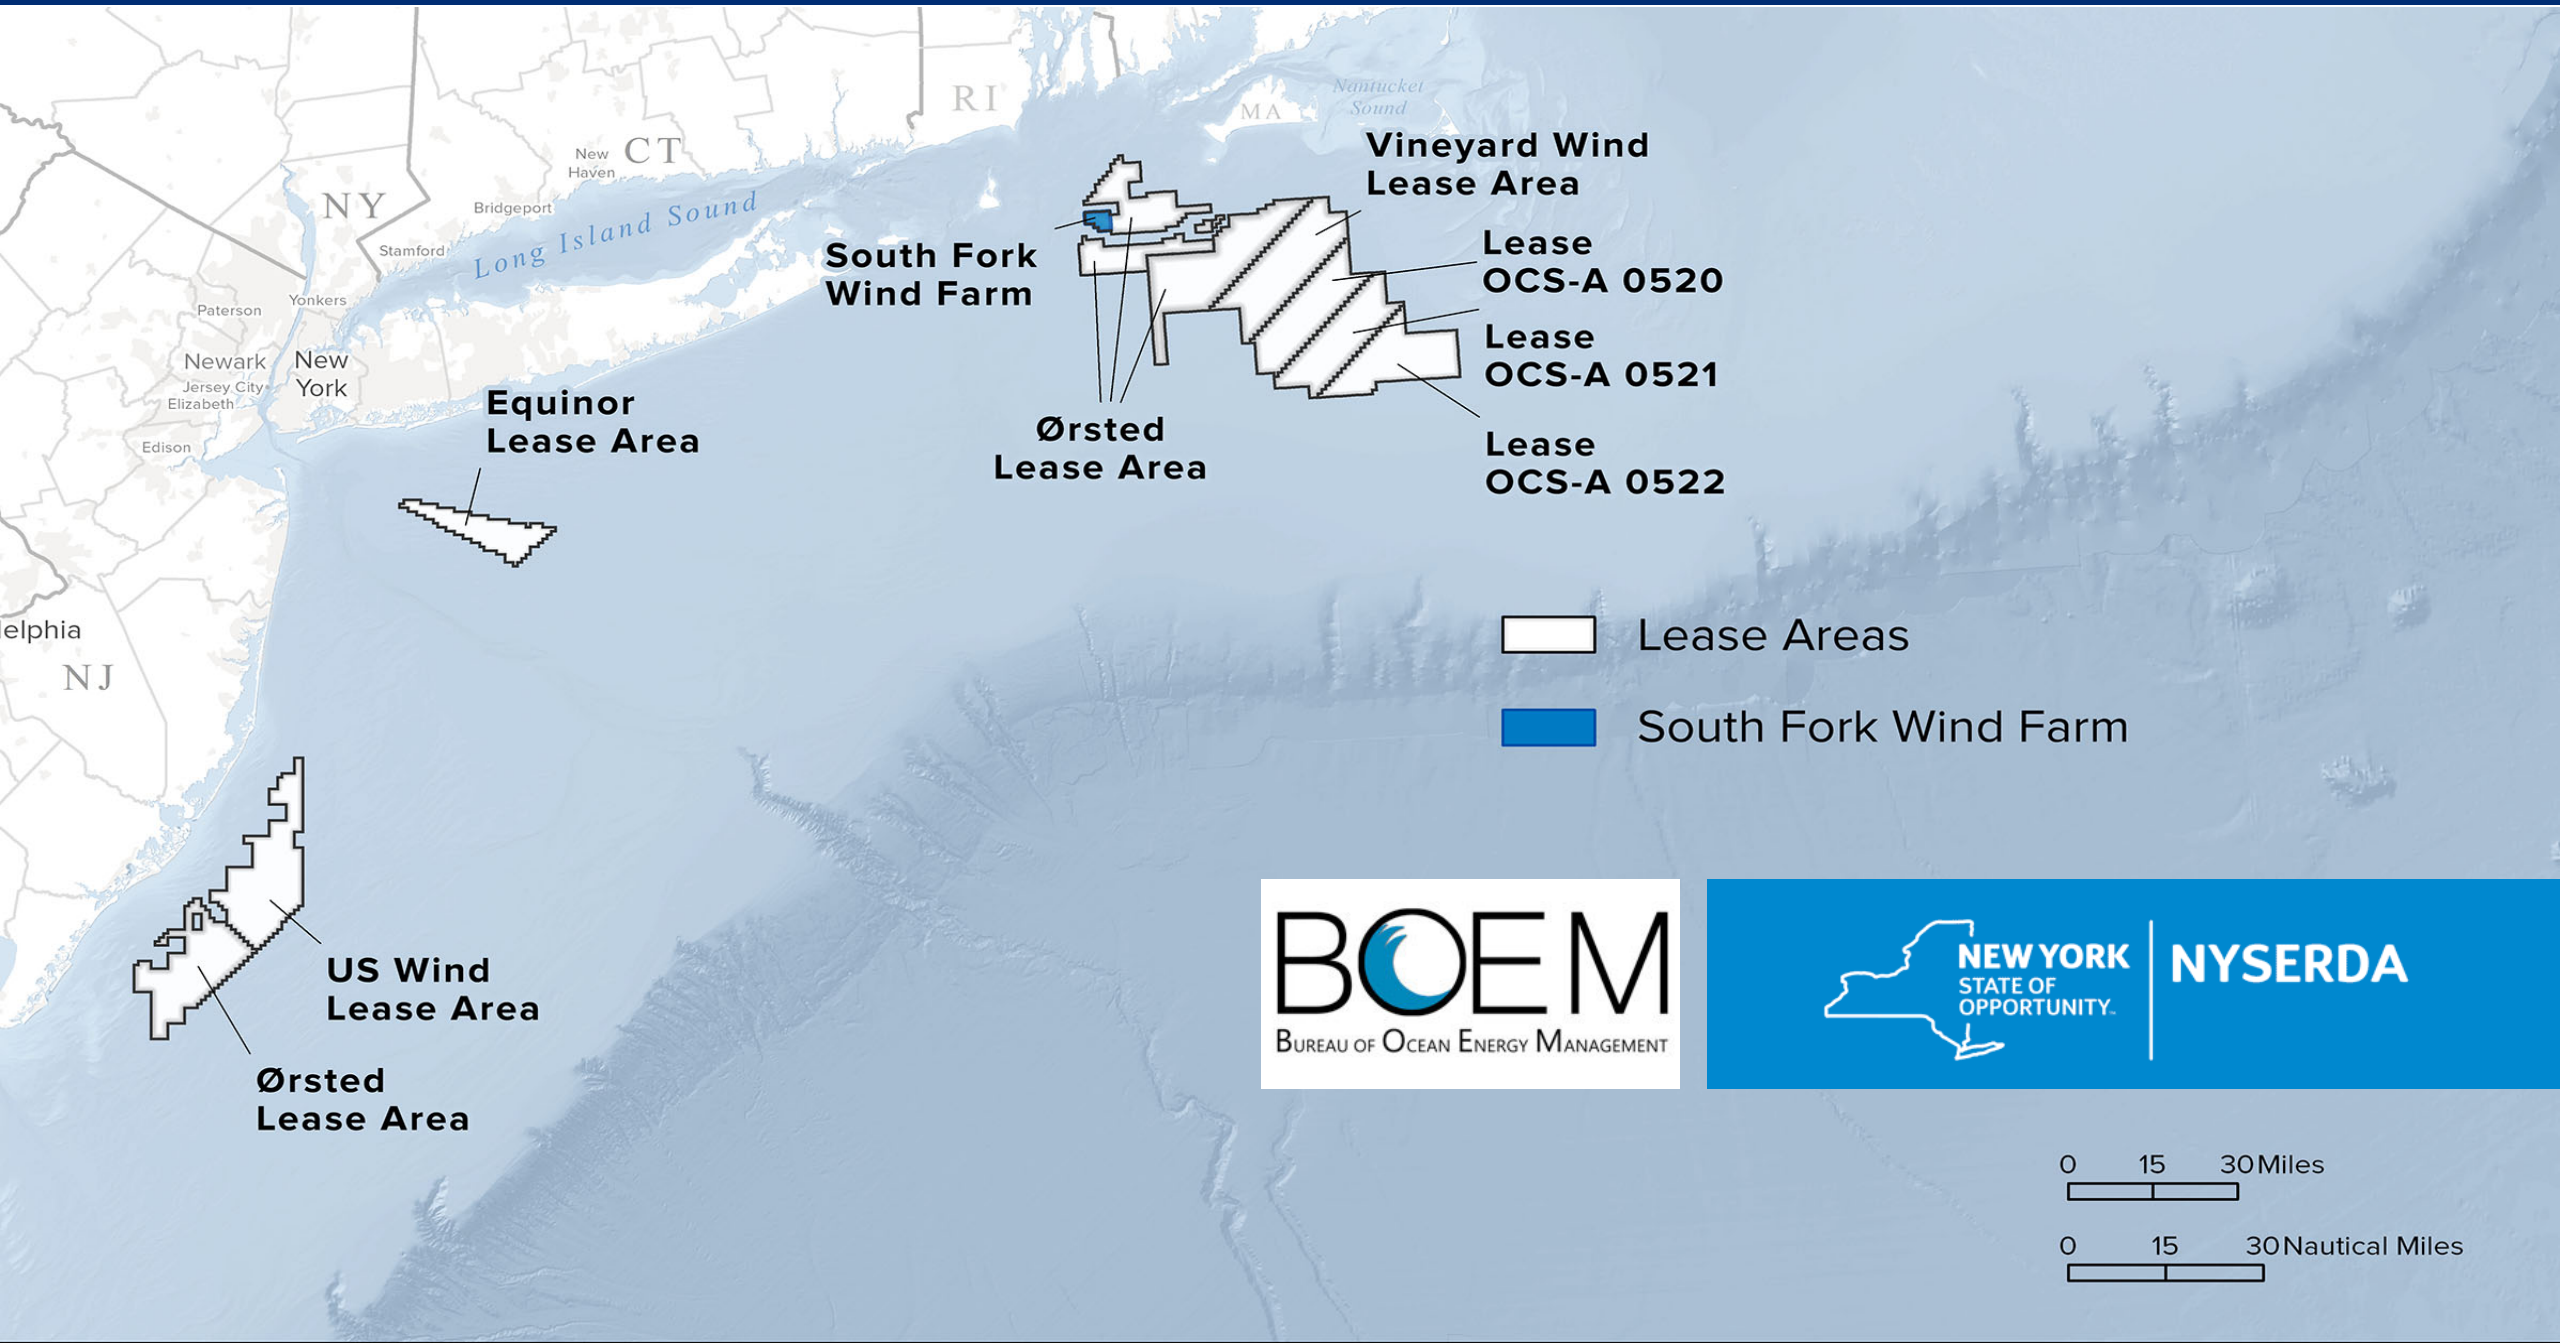 RI
MA
Nantucket
Sound
Vineyard Wind
Lease Area
New
Haven
CT
NY
Bridgeport
Long Island Sound
Stamford
South Fork
Wind Farm
Lease
OCS-A 0520
Yonkers
Paterson
Lease
OCS-A 0521
Newark
New
York
Jersey City
Elizabeth
Equinor
Lease Area
Edison
Ørsted
Lease Area
Lease
OCS-A 0522
elphia
NJ
Lease Areas
South Fork Wind Farm
US Wind
Lease Area
Ørsted
Lease Area
BOEM
BUREAU OF OCEAN ENERGY MANAGEMENT
NEW YORK
STATE OF
OPPORTUNITY™
NYSERDA
0 15 30 Miles
0 15 30 Nautical Miles